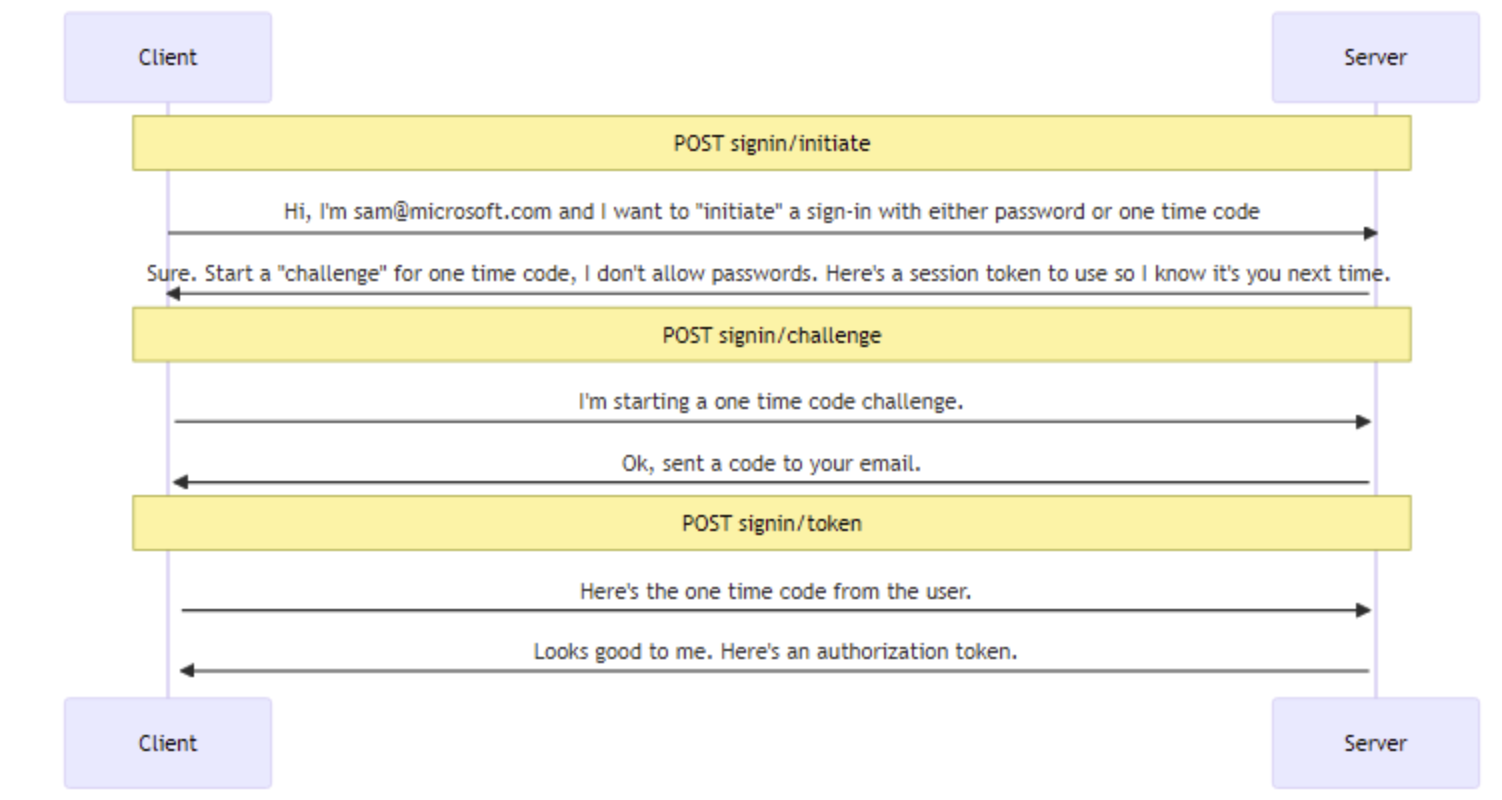 Client
Server
POST signin/initiate
Hi, I'm sam@microsoft.com and I want to "initiate" a sign-in with either password or one time code
Sure. Start a "challenge" for one time code, I don't allow passwords. Here's a session token to use so I know it's you next time.
POST signin/challenge
I'm starting a one time code challenge.
Ok, sent a code to your email.
POST signin/token
Here's the one time code from the user.
Looks good to me. Here's an authorization token.
Client
Server